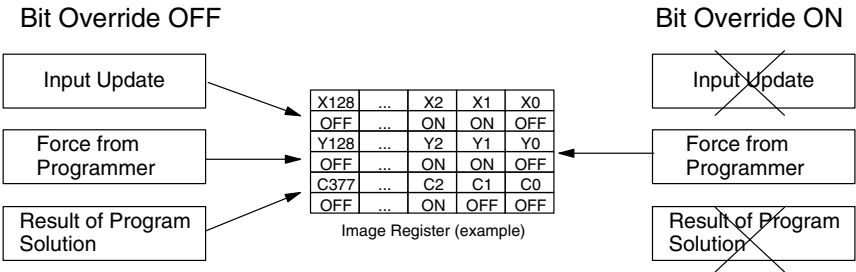 Bit Override OFF
Bit Override ON
Input Update
Force from
Programmer
Result of Program
Solution
X128 ... X2 X1 X0
OFF ... ON ON OFF
Y128 ... Y2 Y1 Y0
OFF ... ON ON OFF
C377 ... C2 C1 C0
OFF ... ON OFF OFF
Image Register (example)
Input Update
Force from
Programmer
Result of Program
Solution